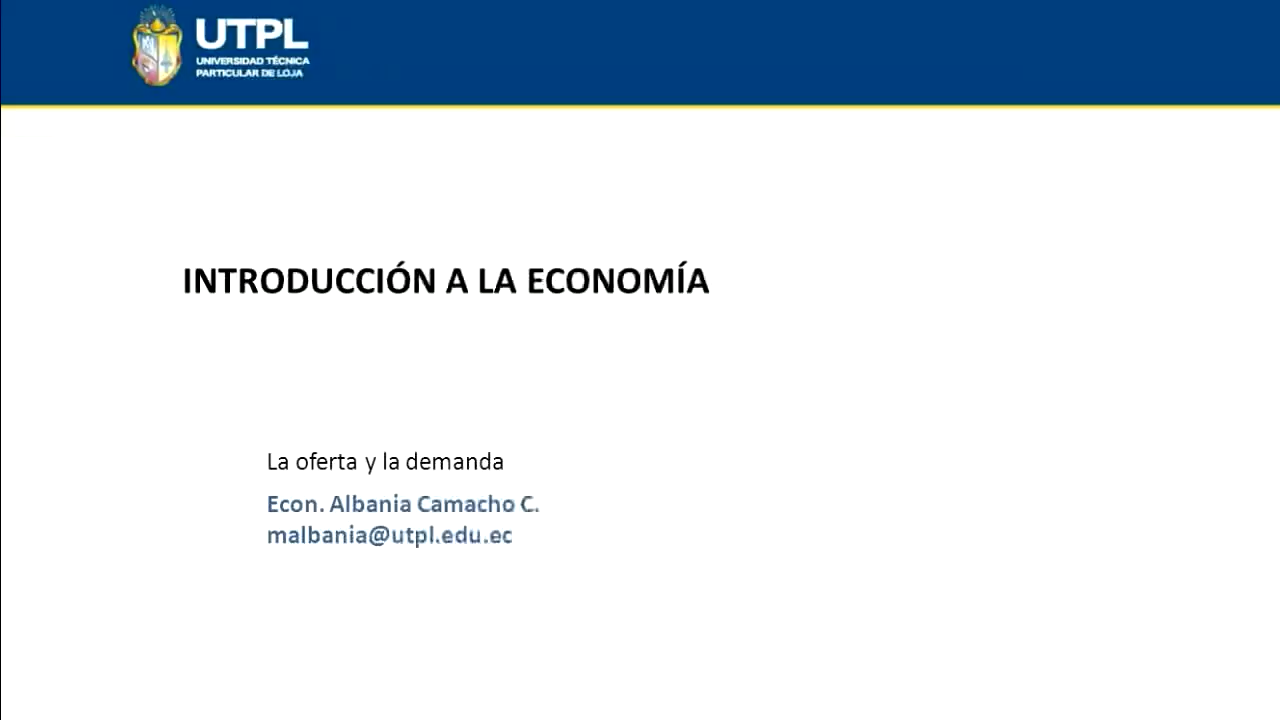 UTPL
UNIVERSIDAD TÉCNICA
PARTICULAR DE LOJA
INTRODUCCIÓN A LA ECONOMÍA
La oferta y la demanda
Econ. Albania Camacho C.
malbania@utpl.edu.ec